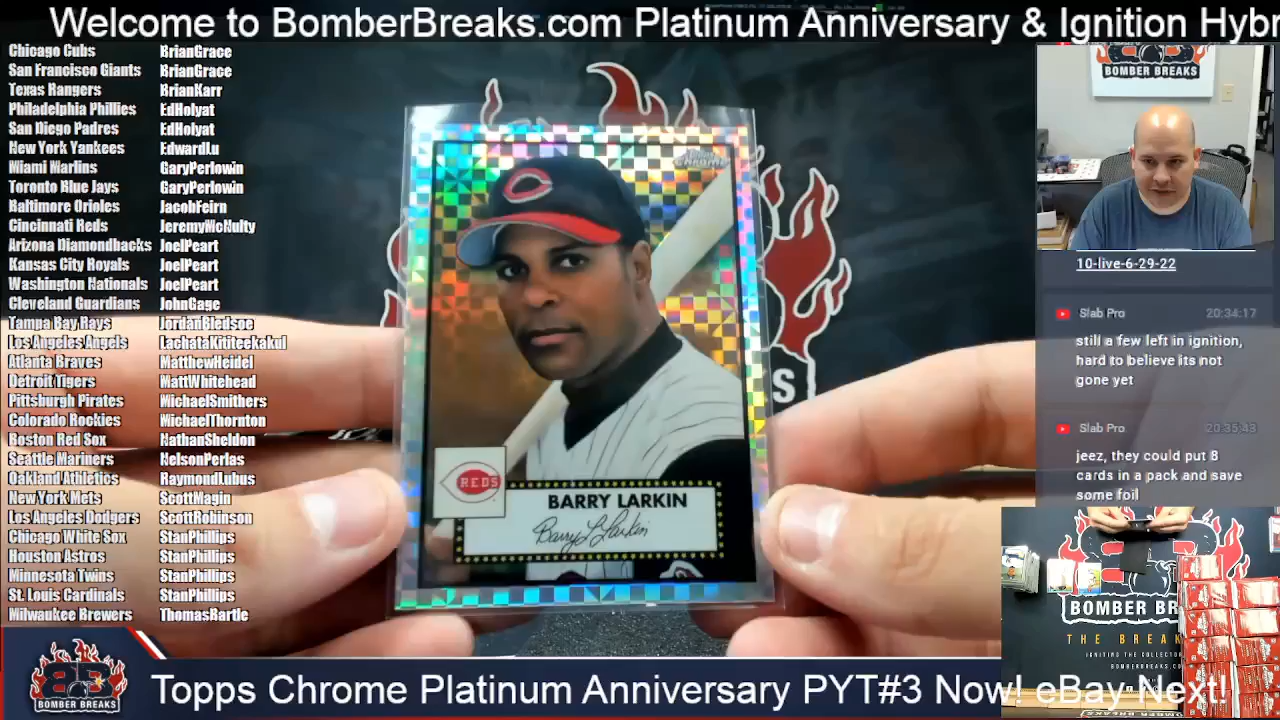 Welcome to BomberBreaks.com Platinum Anniversary & Ignition Hybr
Chicago Cubs BrianGrace
San Francisco Giants BrianGrace
Texas Rangers BrianKarr
Philadelphia Phillies EdHolyat
San Diego Padres EdHolyat
New York Yankees EdwardLu
Miami Marlins GaryPerlowin
Toronto Blue Jays GaryPerlowin
Baltimore Orioles JacobFeirn
Cincinnati Reds JeremyMcNulty
Arizona Diamondbacks JoelPeart
Kansas City Royals JoelPeart
Washington Nationals JoelPeart
Cleveland Guardians JohnGage
Tampa Bay Rays JordanBledsoe
Los Angeles Angels LachataKititeekakul
Atlanta Braves MatthewHeidel
Detroit Tigers MattWhitehead
Pittsburgh Pirates MichaelSmithers
Colorado Rockies MichaelThornton
Boston Red Sox NathanSheldon
Seattle Mariners NelsonPerlas
Oakland Athletics RaymondLubus
New York Mets ScottMagin
Los Angeles Dodgers ScottRobinson
Chicago White Sox StanPhillips
Houston Astros StanPhillips
Minnesota Twins StanPhillips
St. Louis Cardinals StanPhillips
Milwaukee Brewers ThomasBartle
Topps Chrome
C
REDS
BARRY LARKIN
Barry L Larkin
KS
BOMBER BREAKS
10-live-6-29-22
Slab Pro 20:34:17
still a few left in ignition,
hard to believe its not
gone yet
Slab Pro 20:35:43
jeez, they could put 8
cards in a pack and save
some foil
BOMBER BR
THE BREAK
IGNITING THE COLLECTOR
BOMBERBREAKS.
BOMBER BREAKS
Topps Chrome Platinum Anniversary PYT#3 Now! eBay Next!